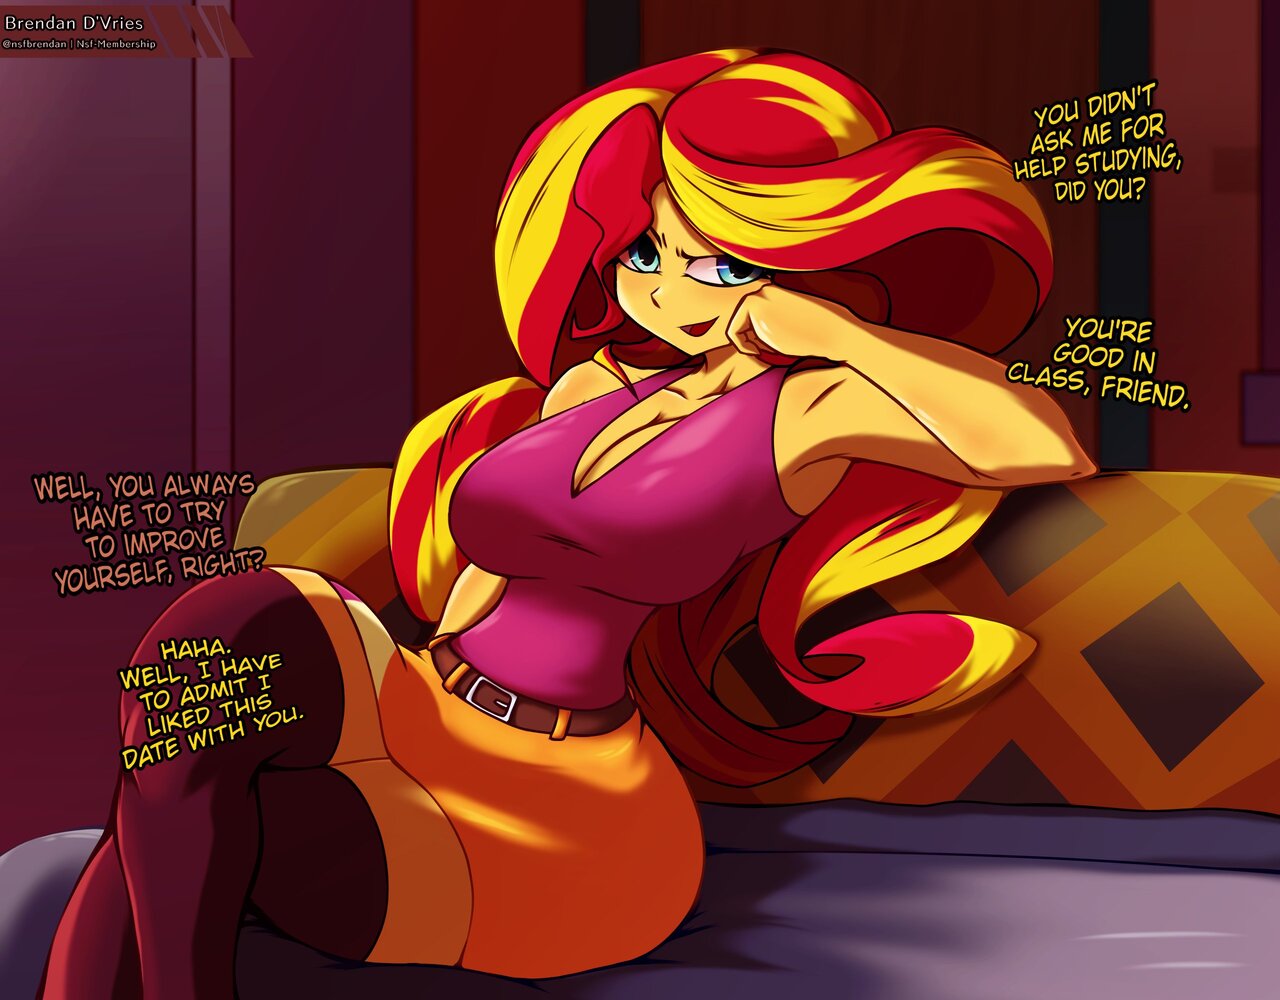 Brendan D'Vries
@nsfbrendan | Nsf-Membership
YOU DIDN'T
ASK ME FOR
HELP STUDYING,
DID YOU?
YOU'RE
GOOD IN
CLASS, FRIEND.
WELL, YOU ALWAYS
HAVE TO TRY
TO IMPROVE
YOURSELF, RIGHT?
HAHA.
WELL, I HAVE
TO ADMIT I
LIKED THIS
DATE WITH YOU.